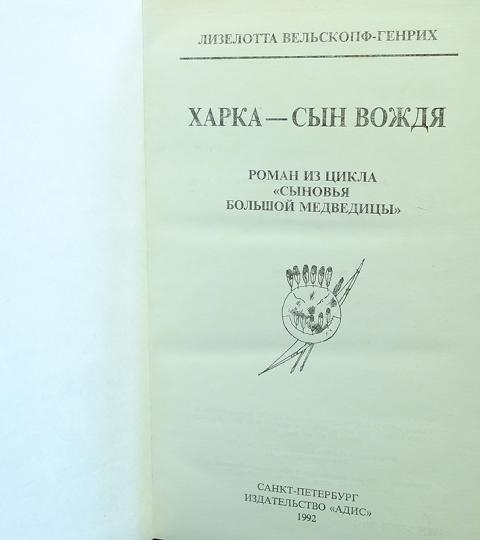 ЛИЗЕЛОТТА ВЕЛЬСКОПФ-ГЕНРИХ
ХАРКА — СЫН ВОЖДЯ
РОМАН ИЗ ЦИКЛА
«СЫНОВЬЯ
БОЛЬШОЙ МЕДВЕДИЦЫ»
САНКТ-ПЕТЕРБУРГ
ИЗДАТЕЛЬСТВО «АДИС»
1992